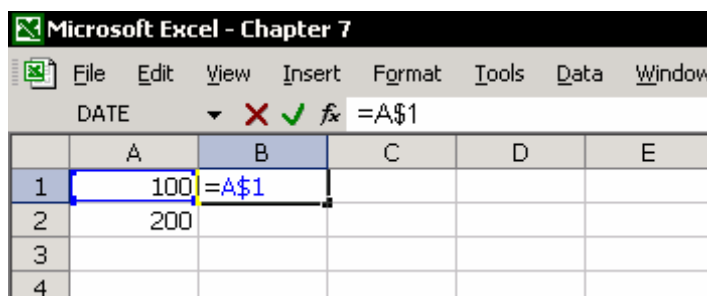 Microsoft Excel - Chapter 7
File Edit View Insert Format Tools Data Window
DATE fx =A$1
A B C D E
1 100 =A$1
2 200
3
4